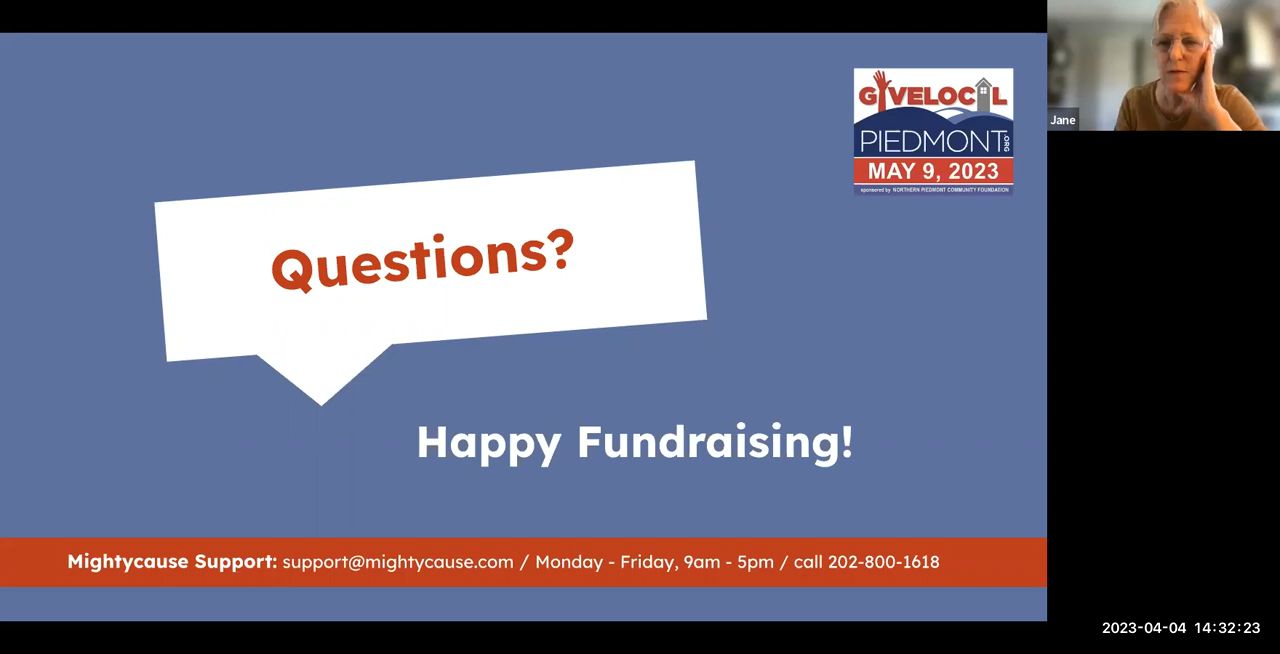 GIVELOCAL
PIEDMONT.ORG
MAY 9, 2023
sponsored by NORTHERN PIEDMONT COMMUNITY FOUNDATION
Jane
Questions?
Happy Fundraising!
Mightycause Support: support@mightycause.com / Monday - Friday, 9am - 5pm / call 202-800-1618
2023-04-04 14:32:23